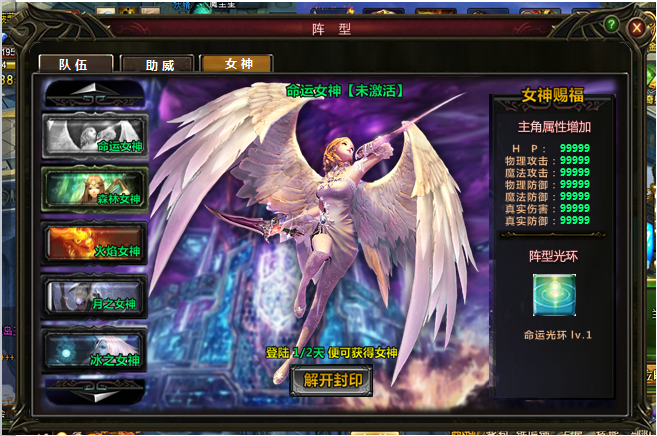 阵 型
队 伍
助 威
女 神
命运女神【未激活】
命运女神
森林女神
火焰女神
月之女神
冰之女神
登陆 1/2天 便可获得女神
解开封印
女神赐福
主角属性增加
H P： 99999
物理攻击： 99999
魔法攻击： 99999
物理防御： 99999
魔法防御： 99999
真实伤害： 99999
真实防御： 99999
阵型光环
命运光环 lv.1